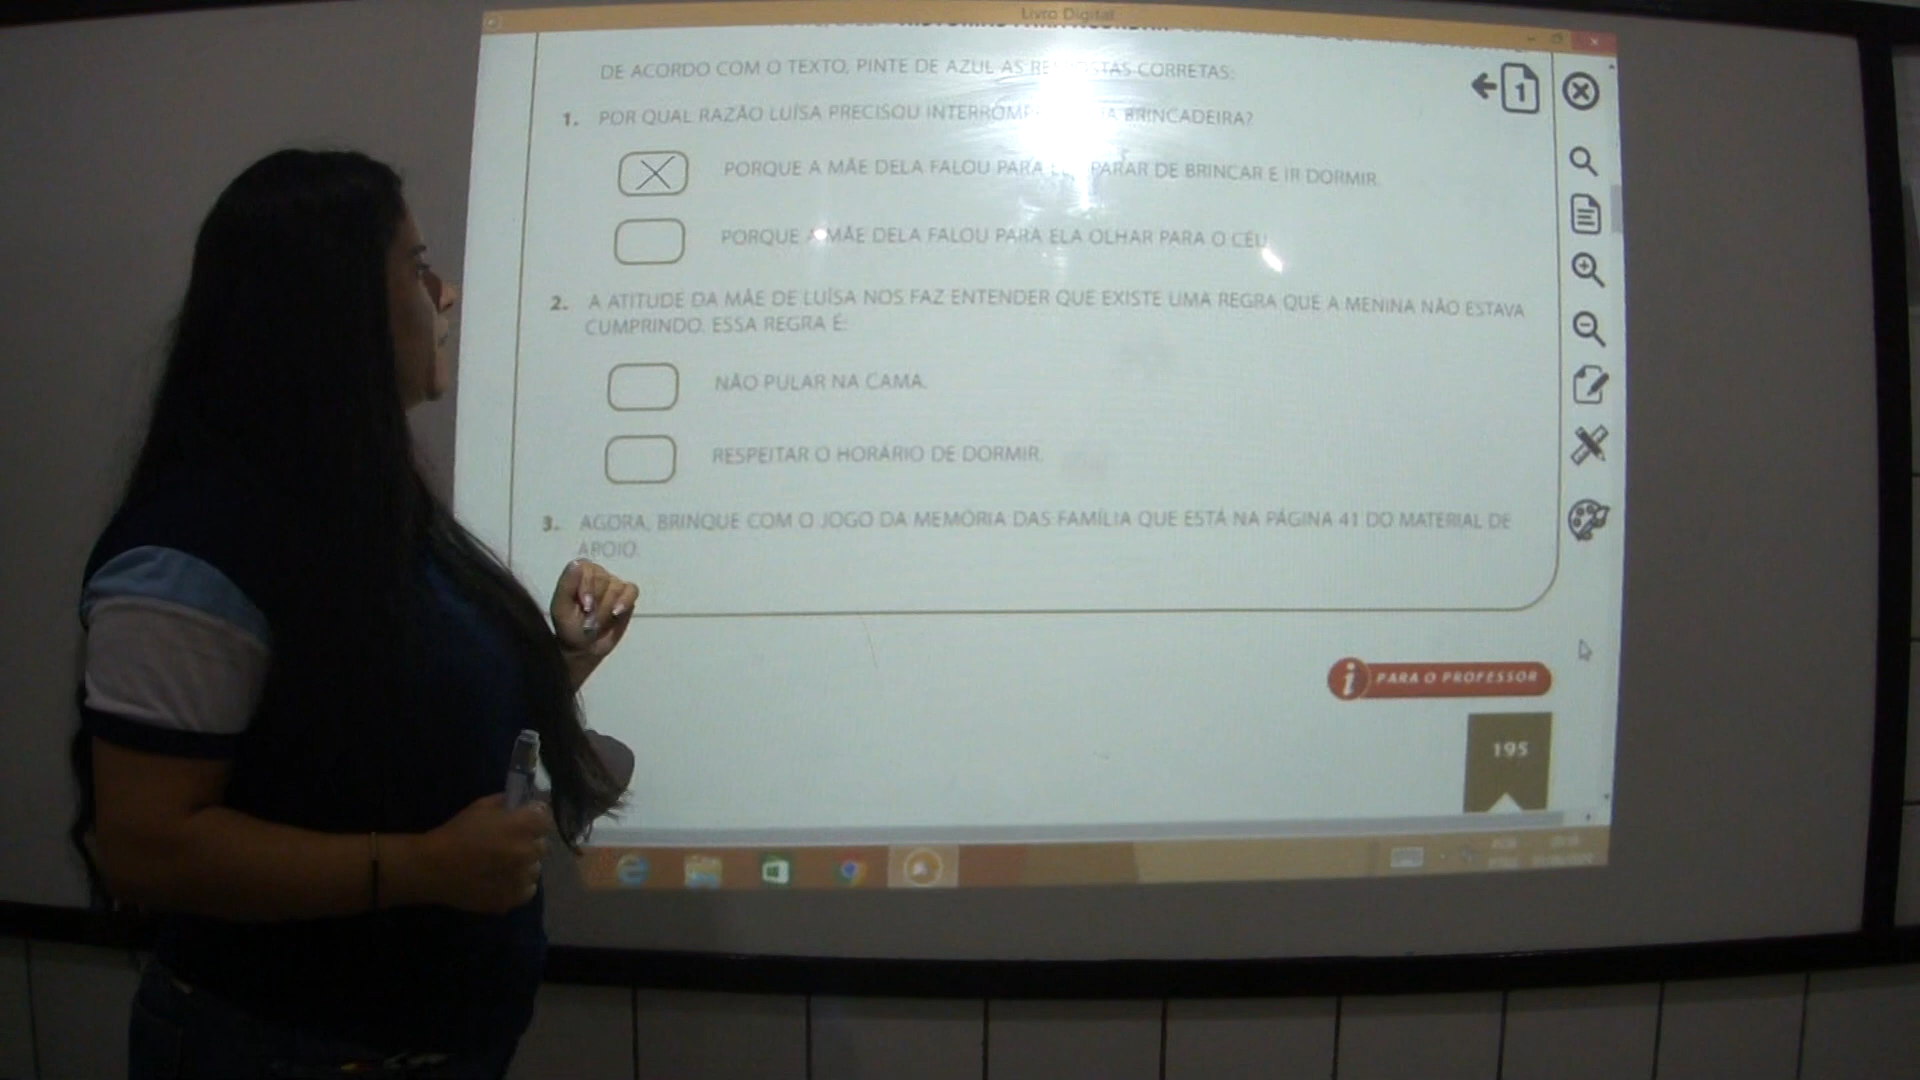 Livro Digital
DE ACORDO COM O TEXTO, PINTE DE AZUL AS CORRETAS:
1. POR QUAL RAZÃO LUÍSA PRECISOU BRINCADEIRA?
PORQUE A MÃE DELA FALOU PARA PARAR DE BRINCAR E IR DORMIR.
PORQUE A MÃE DELA FALOU PARA ELA OLHAR PARA O CÉU
2. A ATITUDE DA MÃE DE LUÍSA NOS FAZ ENTENDER QUE EXISTE UMA REGRA QUE A MENINA NÃO ESTAVA
CUMPRINDO. ESSA REGRA É:
NÃO PULAR NA CAMA.
RESPEITAR O HORÁRIO DE DORMIR.
3. AGORA, BRINQUE COM O JOGO DA MEMÓRIA DAS FAMÍLIA QUE ESTÁ NA PÁGINA 41 DO MATERIAL DE
APOIO.
1
i PARA O PROFESSOR
195